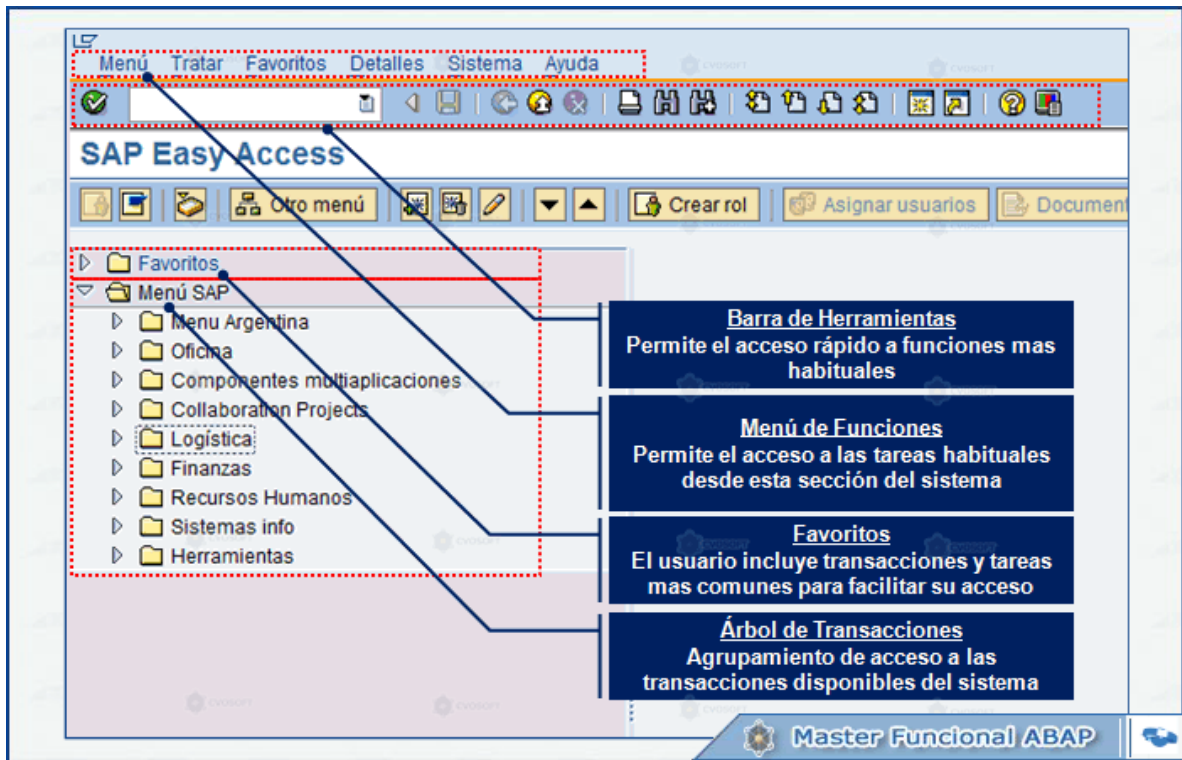 Menú Tratar Favoritos Detalles Sistema Ayuda
SAP Easy Access
Otro menú Crear rol Asignar usuarios Document
Favoritos
Menú SAP
Menu Argentina
Oficina
Componentes multiaplicaciones
Collaboration Projects
Logística
Finanzas
Recursos Humanos
Sistemas info
Herramientas
Barra de Herramientas
Permite el acceso rápido a funciones mas
habituales
Menú de Funciones
Permite el acceso a las tareas habituales
desde esta sección del sistema
Favoritos
El usuario incluye transacciones y tareas
mas comunes para facilitar su acceso
Árbol de Transacciones
Agrupamiento de acceso a las
transacciones disponibles del sistema
Master Funcional ABAP